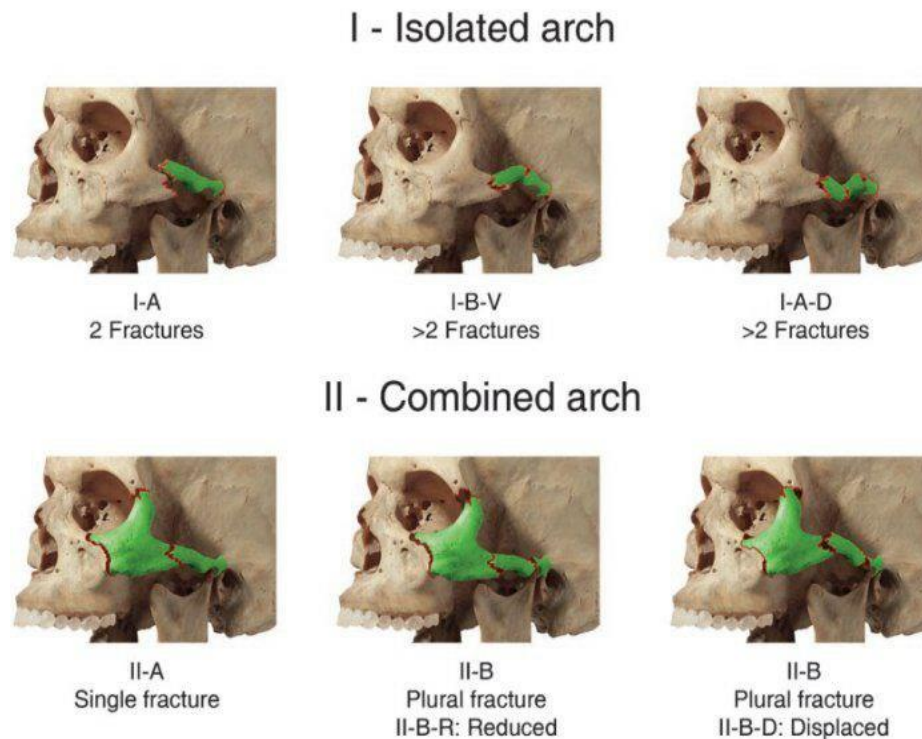 I - Isolated arch
I-A
2 Fractures
I-B-V
>2 Fractures
I-A-D
>2 Fractures
II - Combined arch
II-A
Single fracture
II-B
Plural fracture
II-B-R: Reduced
II-B
Plural fracture
II-B-D: Displaced